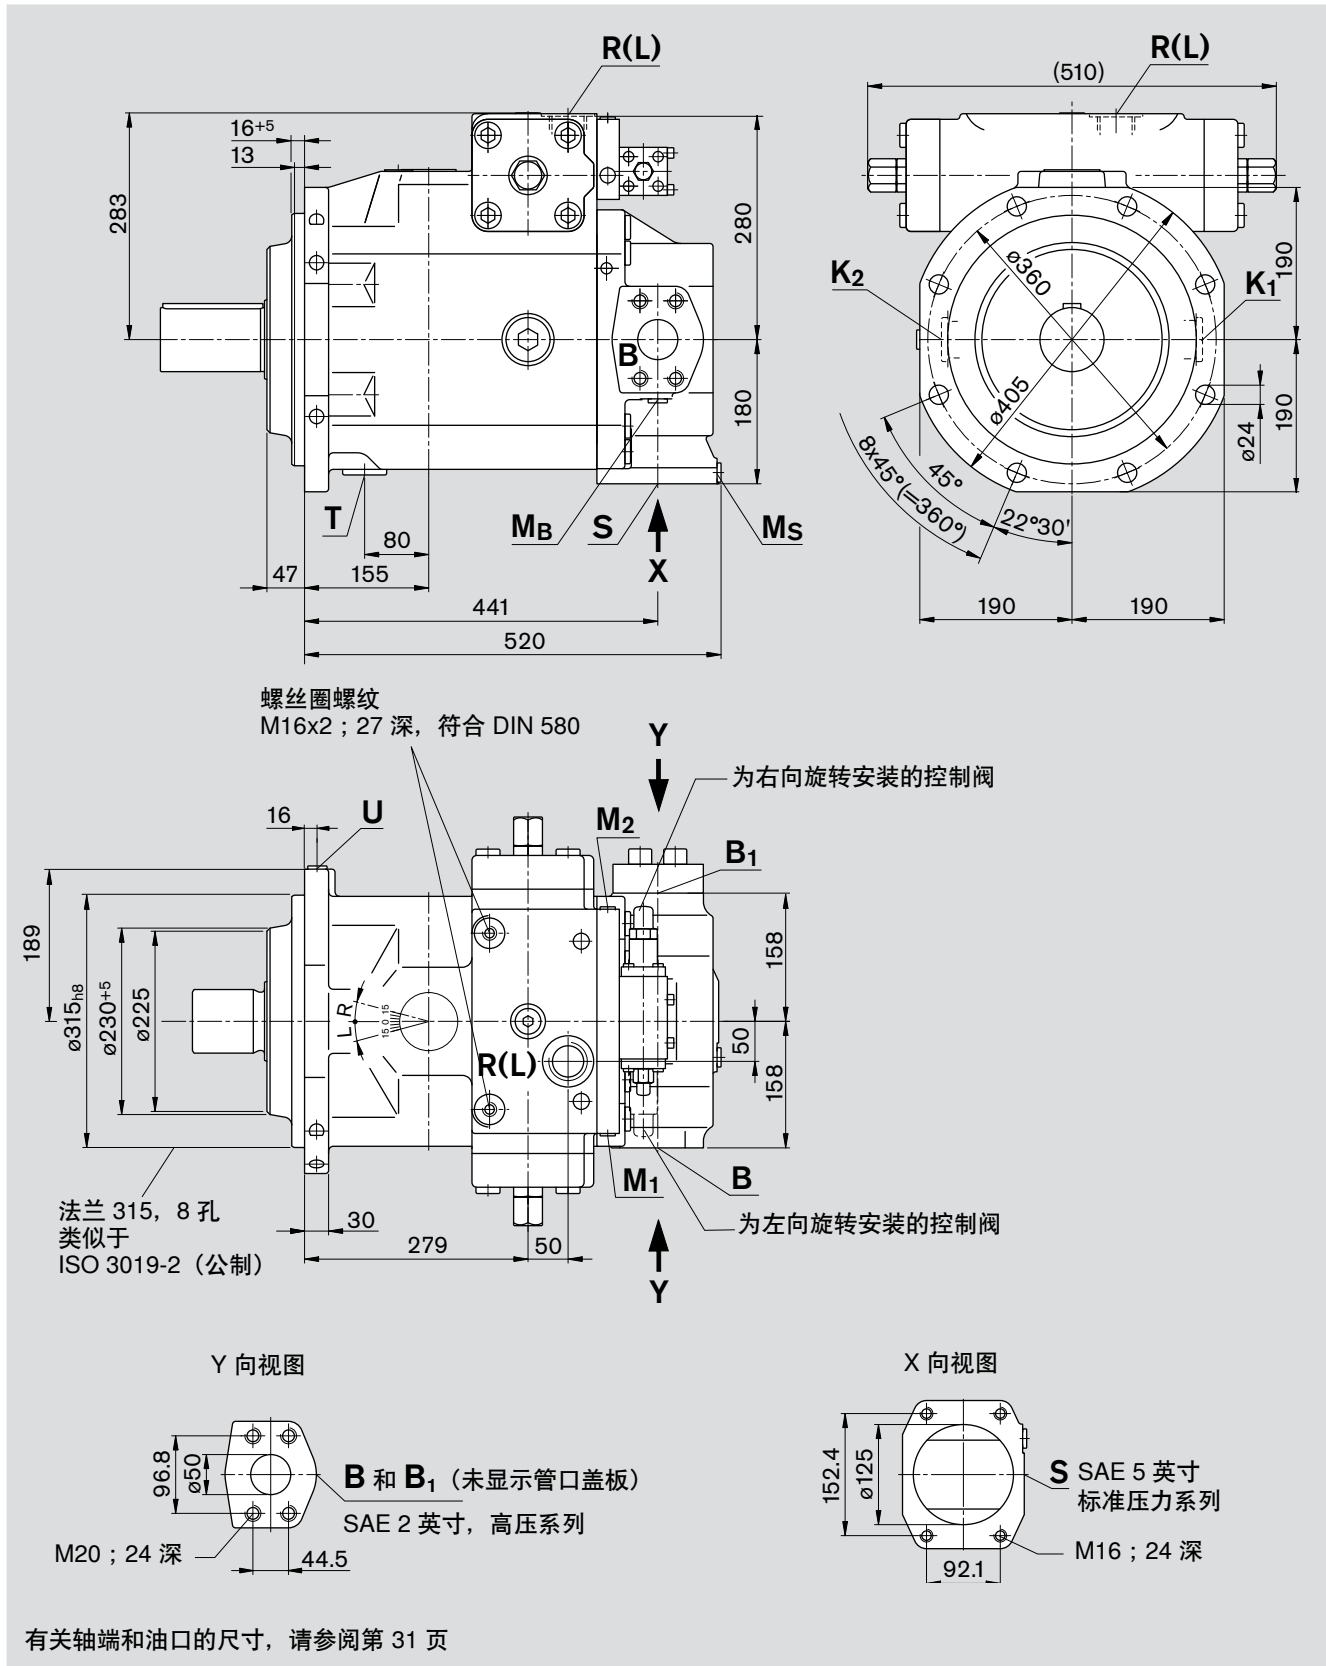 R(L)
R(L)
(510)
16+5
13
283
280
190
ø360
K2
K1
B
180
ø405
ø24
190
8x45°(=360°)
45°
22°30'
T
MB
S
MS
80
X
47
155
441
190
190
520
螺丝圈螺纹
M16x2；27 深，符合 DIN 580
Y
为右向旋转安装的控制阀
16
U
M2
B1
189
ø315h8
ø230+5
ø225
L R
15 0 15
158
50
158
R(L)
M1
B
法兰 315，8 孔
类似于
ISO 3019-2（公制）
30
279
50
为左向旋转安装的控制阀
Y
Y 向视图
X 向视图
96.8
ø50
B 和 B1（未显示管口盖板）
SAE 2 英寸，高压系列
M20；24 深
44.5
152.4
ø125
S SAE 5 英寸
标准压力系列
M16；24 深
92.1
有关轴端和油口的尺寸，请参阅第 31 页